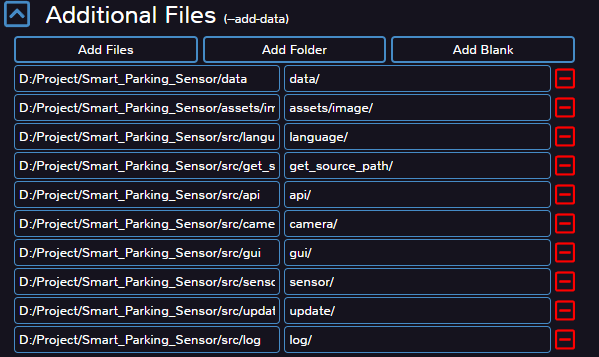 Additional Files (--add-data)
Add Files Add Folder Add Blank
D:/Project/Smart_Parking_Sensor/data data/
D:/Project/Smart_Parking_Sensor/assets/im assets/image/
D:/Project/Smart_Parking_Sensor/src/langu language/
D:/Project/Smart_Parking_Sensor/src/get_s get_source_path/
D:/Project/Smart_Parking_Sensor/src/api api/
D:/Project/Smart_Parking_Sensor/src/came camera/
D:/Project/Smart_Parking_Sensor/src/gui gui/
D:/Project/Smart_Parking_Sensor/src/senso sensor/
D:/Project/Smart_Parking_Sensor/src/updat update/
D:/Project/Smart_Parking_Sensor/src/log log/